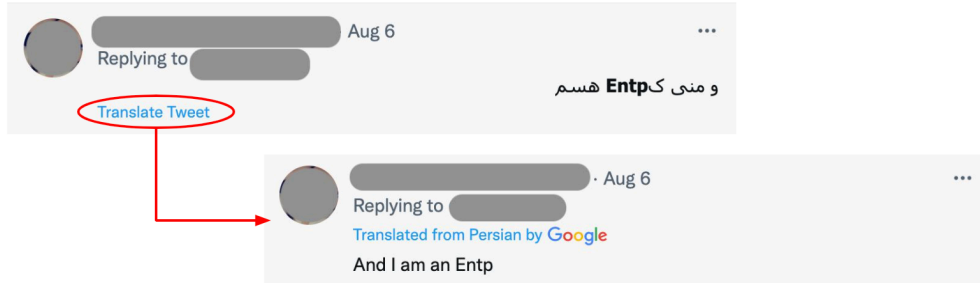 Aug 6
Replying to
و منی کEntp هسم
Translate Tweet
· Aug 6
Replying to
Translated from Persian by Google
And I am an Entp